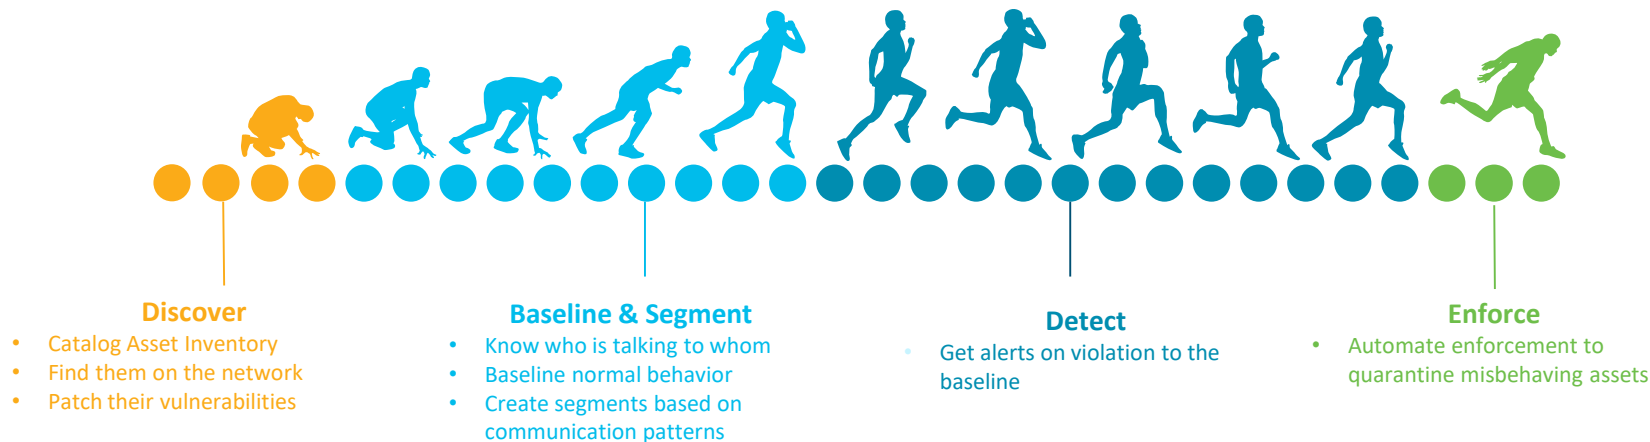 Discover
• Catalog Asset Inventory
• Find them on the network
• Patch their vulnerabilities
Baseline & Segment
• Know who is talking to whom
• Baseline normal behavior
• Create segments based on
communication patterns
Detect
• Get alerts on violation to the
baseline
Enforce
• Automate enforcement to
quarantine misbehaving assets